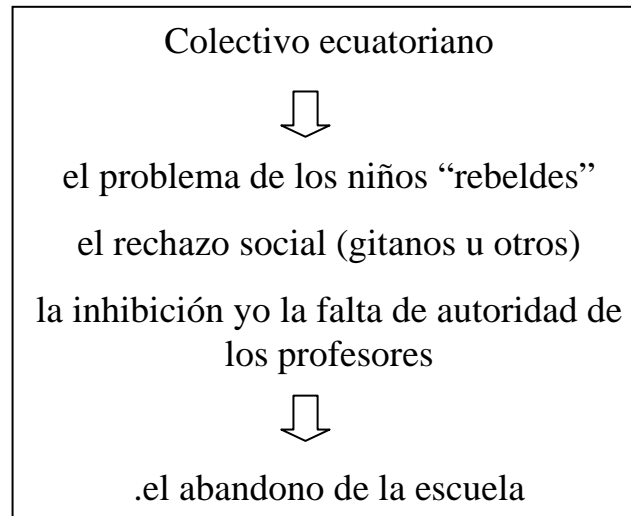 Colectivo ecuatoriano
el problema de los niños “rebeldes”
el rechazo social (gitanos u otros)
la inhibición yo la falta de autoridad de
los profesores
.el abandono de la escuela